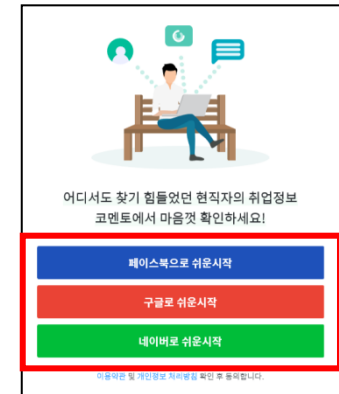 어디서도 찾기 힘들었던 현직자의 취업정보
코멘토에서 마음껏 확인하세요!
페이스북으로 쉬운시작
구글로 쉬운시작
네이버로 쉬운시작
이용약관 및 개인정보 처리방침 확인 후 동의합니다.